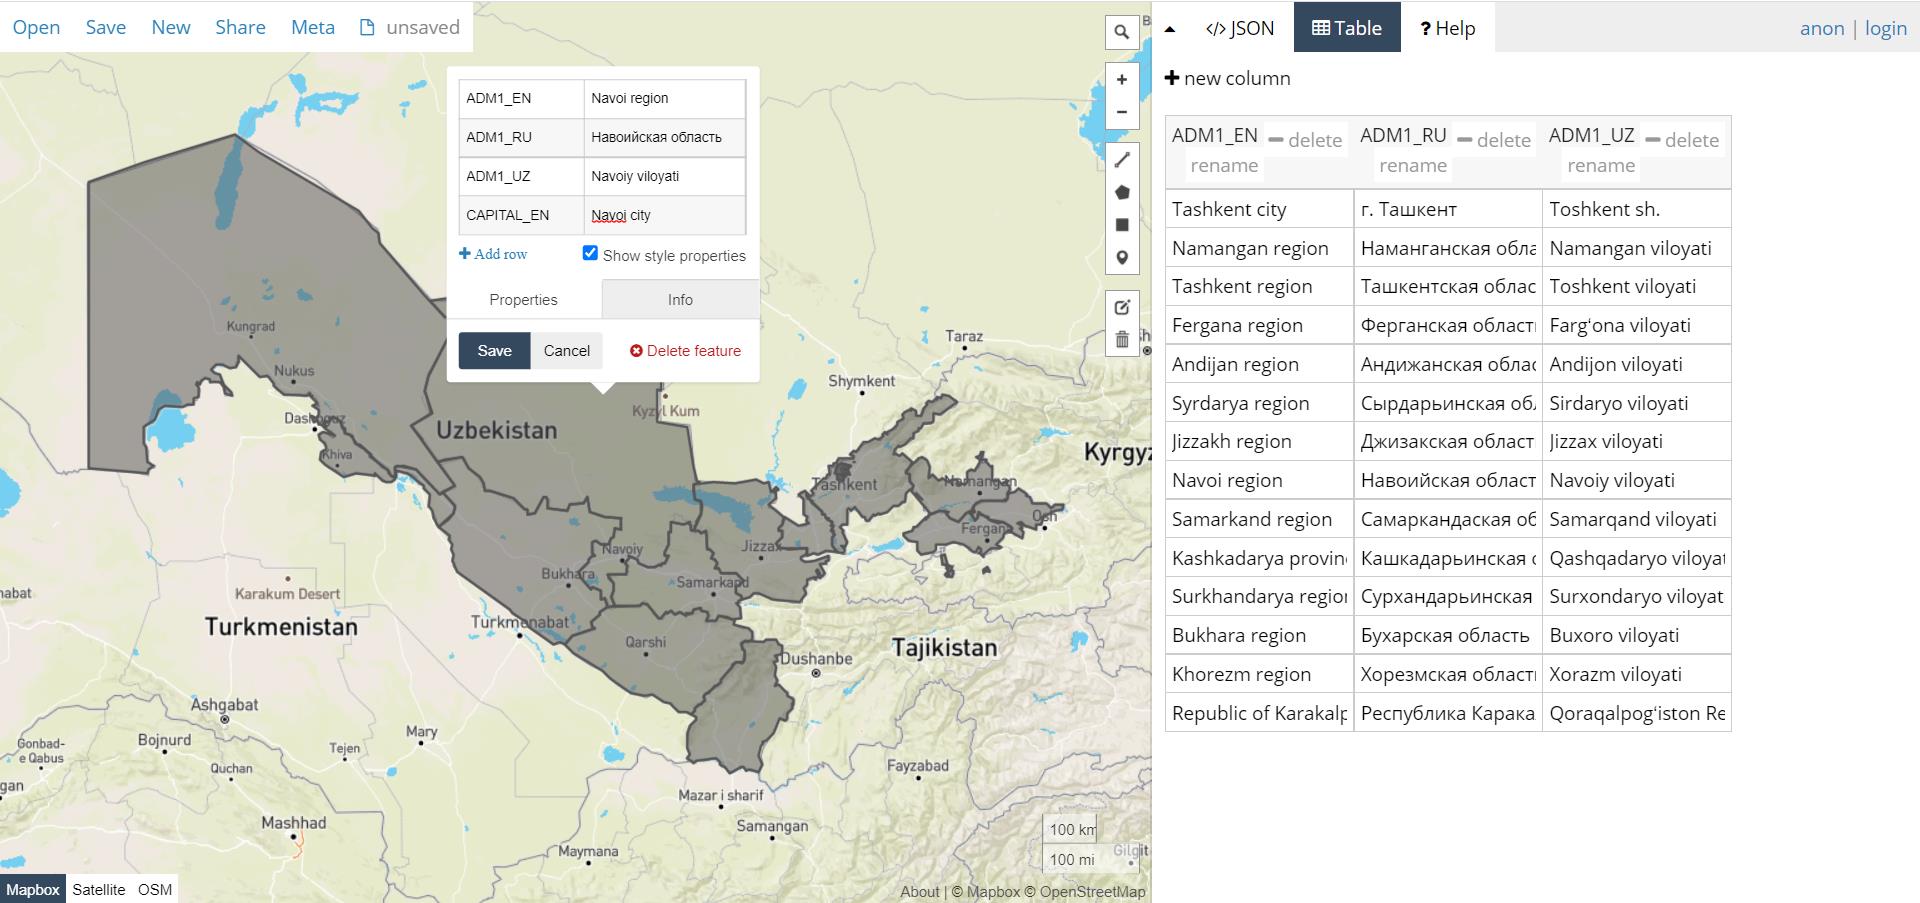 Open Save New Share Meta unsaved
ADM1_EN Navoi region
ADM1_RU Навоийская область
ADM1_UZ Navoiy viloyati
CAPITAL_EN Navoi city
Add row Show style properties
Properties Info
Save Cancel Delete feature
Kungrad
Nukus
Dashoguz
Khiva
Uzbekistan
Kyzyl Kum
Taraz
Shymkent
Kyrgyz
Tashkent
Namangan
Fergana
Osh
Navoiy
Jizzax
Bukhara
Samarkand
Karakum Desert
Turkmenistan
Turkmenabat
Qarshi
Dushanbe
Tajikistan
Ashgabat
Bojnurd
Mary
Tejen
Gonbad-
e Qabus
Quchan
Fayzabad
Mazar i sharif
Mashhad
Samangan
Maymana
100 km
100 mi
Gilgit
Mapbox Satellite OSM
About | © Mapbox © OpenStreetMap
</> JSON Table ? Help anon | login
new column
ADM1_EN delete ADM1_RU delete ADM1_UZ delete
rename rename rename
Tashkent city г. Ташкент Toshkent sh.
Namangan region Наманганская обла Namangan viloyati
Tashkent region Ташкентская облас Toshkent viloyati
Fergana region Ферганская област Fargʻona viloyati
Andijan region Андижанская облас Andijon viloyati
Syrdarya region Сырдарьинская об Sirdaryo viloyati
Jizzakh region Джизакская област Jizzax viloyati
Navoi region Навоийская област Navoiy viloyati
Samarkand region Самаркандаская об Samarqand viloyati
Kashkadarya provin Кашкадарьинская Qashqadaryo viloyat
Surkhandarya region Сурхандарьинская Surxondaryo viloyat
Bukhara region Бухарская область Buxoro viloyati
Khorezm region Хорезмская област Xorazm viloyati
Republic of Karakalp Республика Карака Qoraqalpogʻiston Re